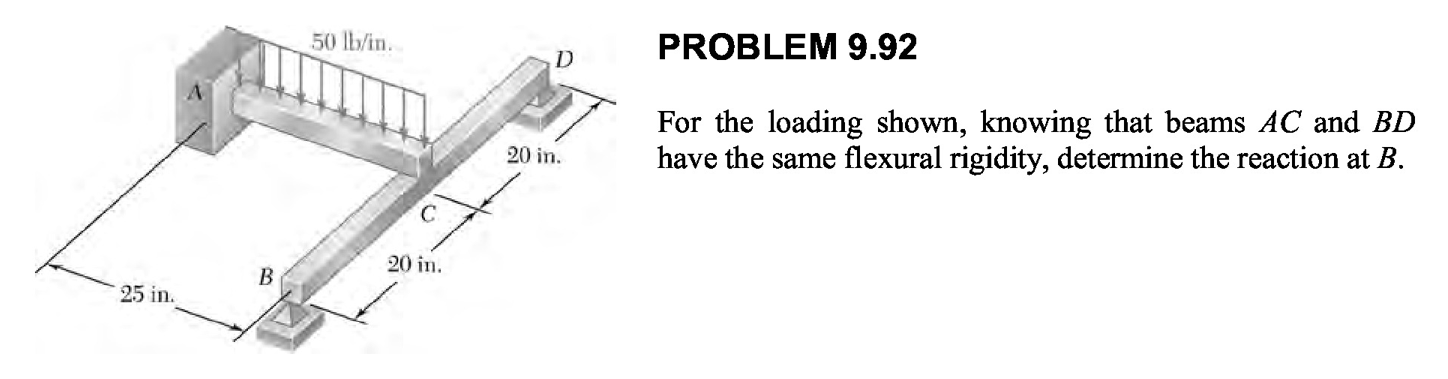 50 lb/in.
D
A
20 in.
C
20 in.
B
25 in.
PROBLEM 9.92
For the loading shown, knowing that beams AC and BD
have the same flexural rigidity, determine the reaction at B.